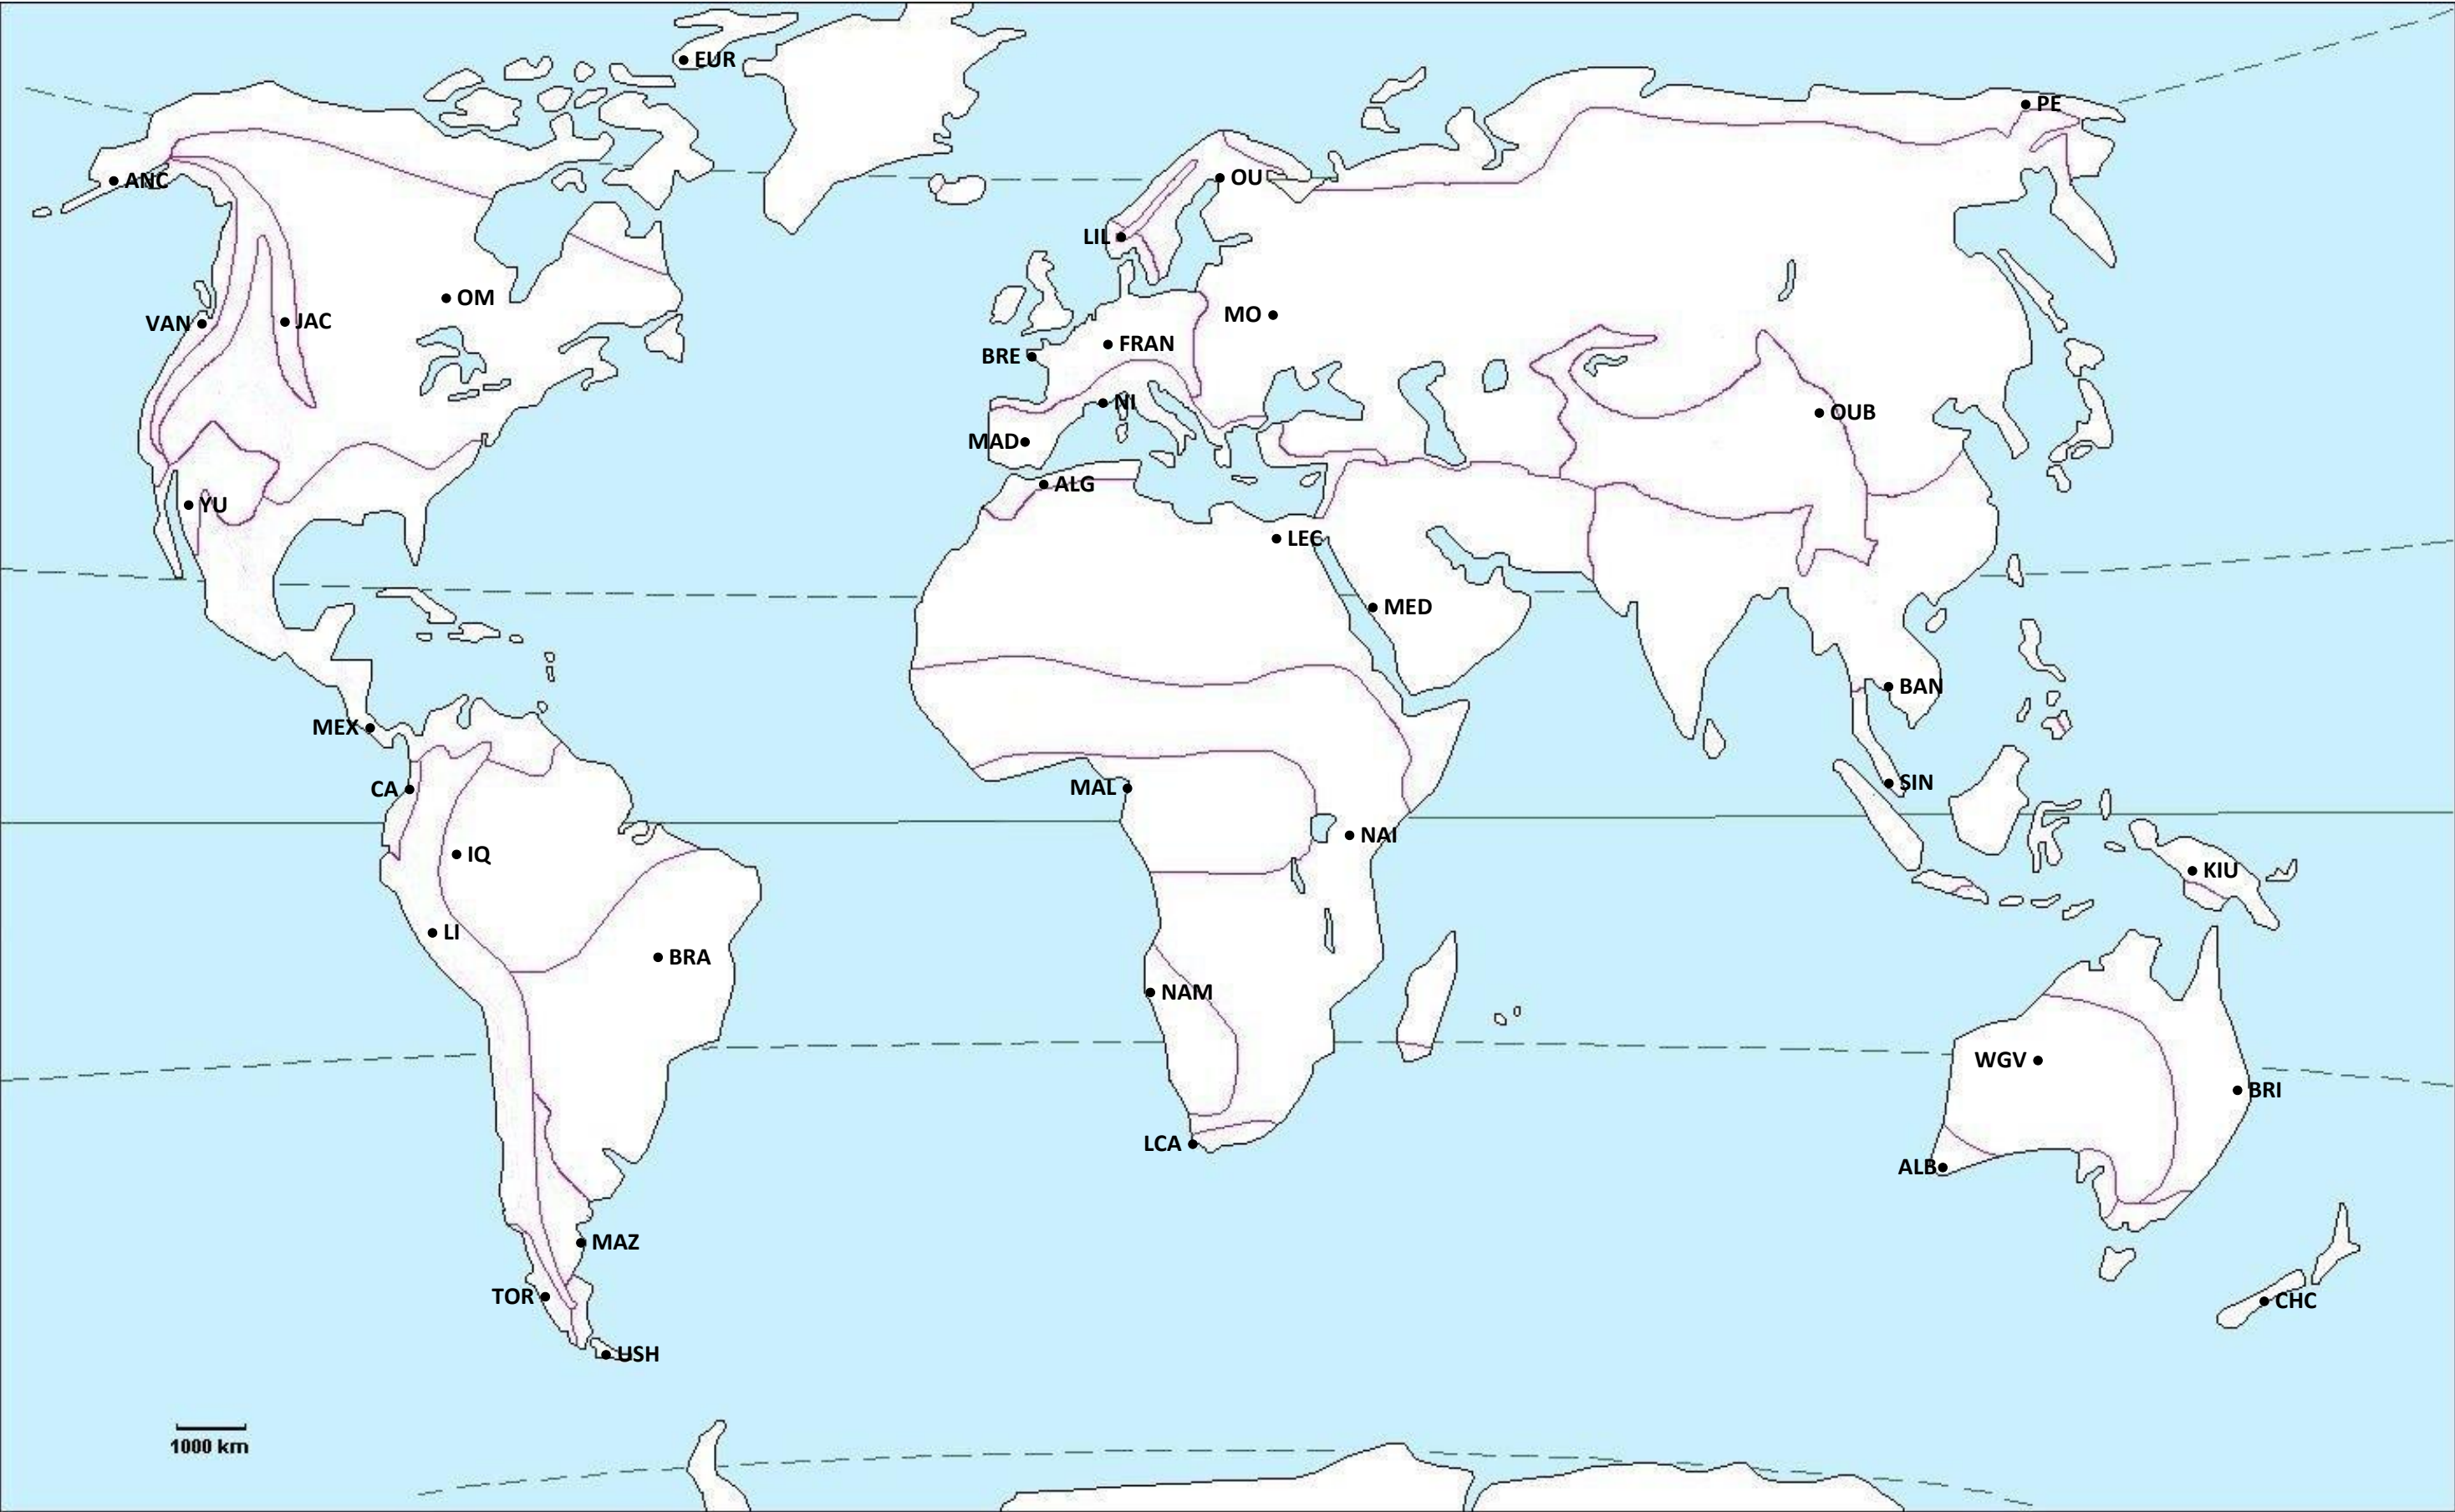 EUR
PE
ANC
OU
LIL
OM
VAN
JAC
MO
FRAN
BRE
NI
OUB
MAD
ALG
YU
LEC
MED
BAN
MEX
CA
MAL
SIN
NAI
IQ
KIU
LI
BRA
NAM
WGV
BRI
LCA
ALB
MAZ
TOR
CHC
USH
1000 km